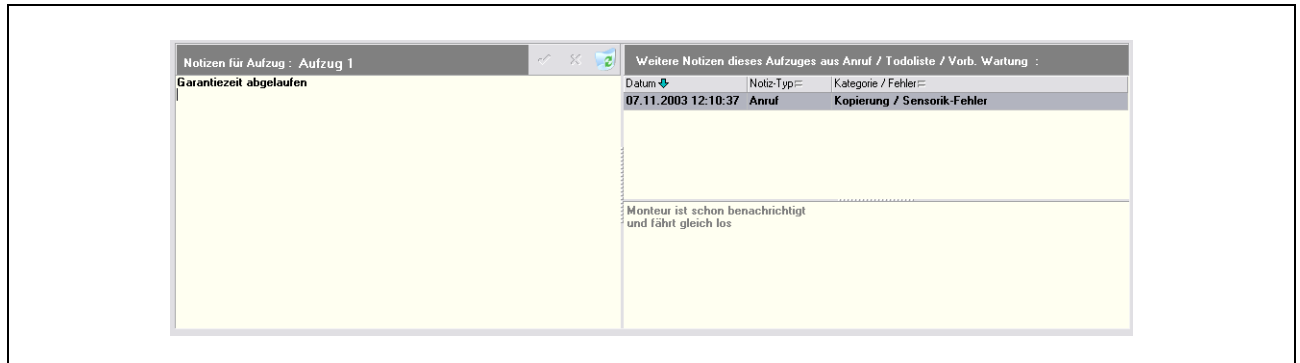 Notizen für Aufzug : Aufzug 1
Garantiezeit abgelaufen
Weitere Notizen dieses Aufzuges aus Anruf / Todoliste / Vorb. Wartung :
Datum Notiz-Typ Kategorie / Fehler
07.11.2003 12:10:37 Anruf Kopierung / Sensorik-Fehler
Monteur ist schon benachrichtigt
und fährt gleich los